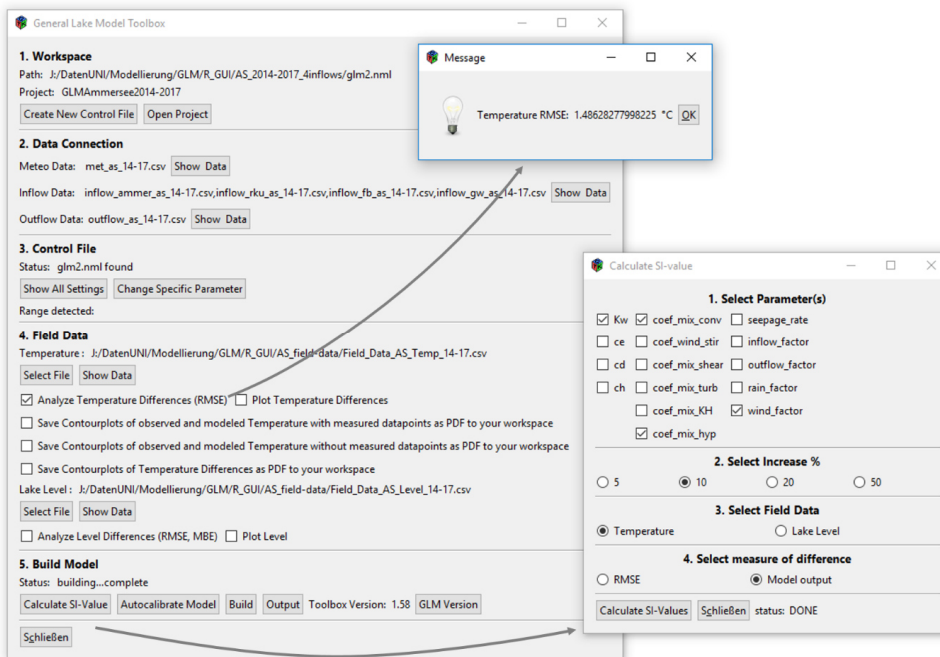 General Lake Model Toolbox
1. Workspace
Path: J:/DatenUNI/Modellierung/GLM/R_GUI/AS_2014-2017_4inflows/glm2.nml
Project: GLMAmmersee2014-2017
Create New Control File Open Project
2. Data Connection
Meteo Data: met_as_14-17.csv Show Data
Inflow Data: inflow_ammer_as_14-17.csv,inflow_rku_as_14-17.csv,inflow_fb_as_14-17.csv,inflow_gw_as_14-17.csv Show Data
Outflow Data: outflow_as_14-17.csv Show Data
3. Control File
Status: glm2.nml found
Show All Settings Change Specific Parameter
Range detected:
4. Field Data
Temperature : J:/DatenUNI/Modellierung/GLM/R_GUI/AS_field-data/Field_Data_AS_Temp_14-17.csv
Select File Show Data
Analyze Temperature Differences (RMSE) Plot Temperature Differences
Save Contourplots of observed and modeled Temperature with measured datapoints as PDF to your workspace
Save Contourplots of observed and modeled Temperature without measured datapoints as PDF to your workspace
Save Contourplots of Temperature Differences as PDF to your workspace
Lake Level : J:/DatenUNI/Modellierung/GLM/R_GUI/AS_field-data/Field_Data_AS_Level_14-17.csv
Select File Show Data
Analyze Level Differences (RMSE, MBE) Plot Level
5. Build Model
Status: building...complete
Calculate SI-Value Autocalibrate Model Build Output Toolbox Version: 1.58 GLM Version
Schließen
Message
Temperature RMSE: 1.48628277998225 °C OK
Calculate SI-value
1. Select Parameter(s)
Kw coef_mix_conv seepage_rate
ce coef_wind_stir inflow_factor
cd coef_mix_shear outflow_factor
ch coef_mix_turb rain_factor
coef_mix_KH wind_factor
coef_mix_hyp
2. Select Increase %
5 10 20 50
3. Select Field Data
Temperature Lake Level
4. Select measure of difference
RMSE Model output
Calculate SI-Values Schließen status: DONE